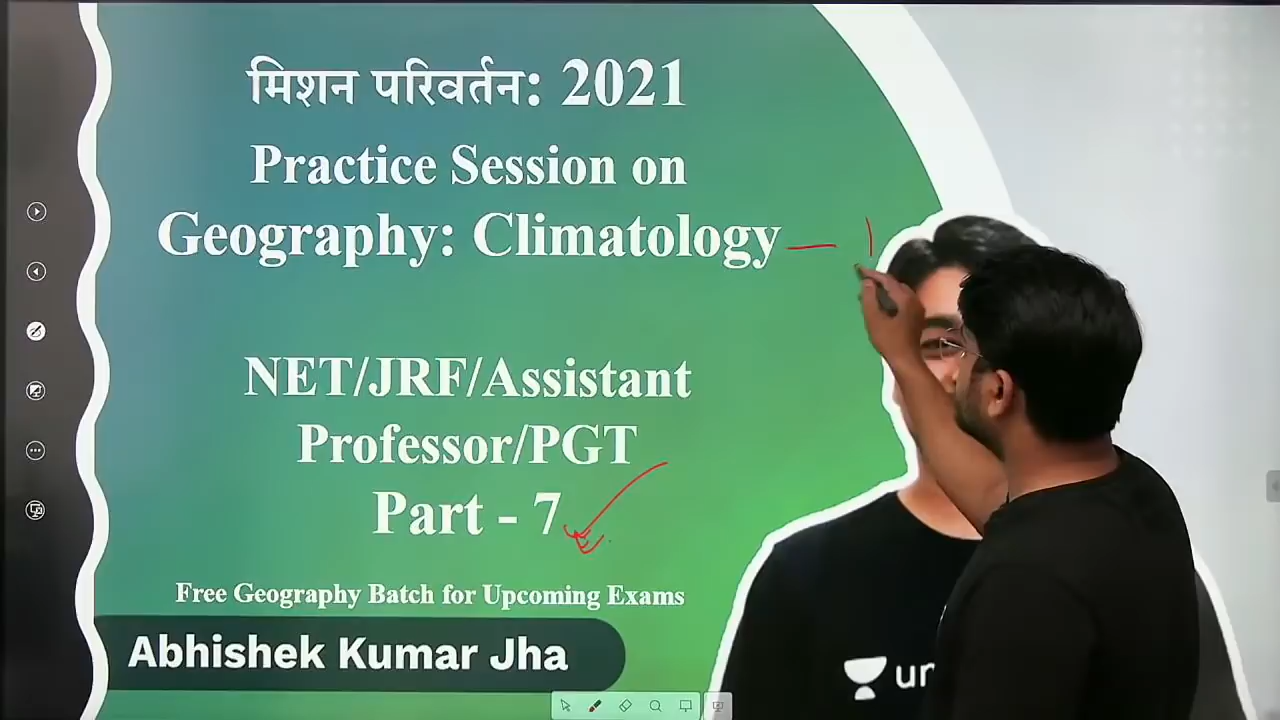 मिशन परिवर्तन: 2021
Practice Session on
Geography: Climatology
NET/JRF/Assistant
Professor/PGT
Part - 7
Free Geography Batch for Upcoming Exams
Abhishek Kumar Jha